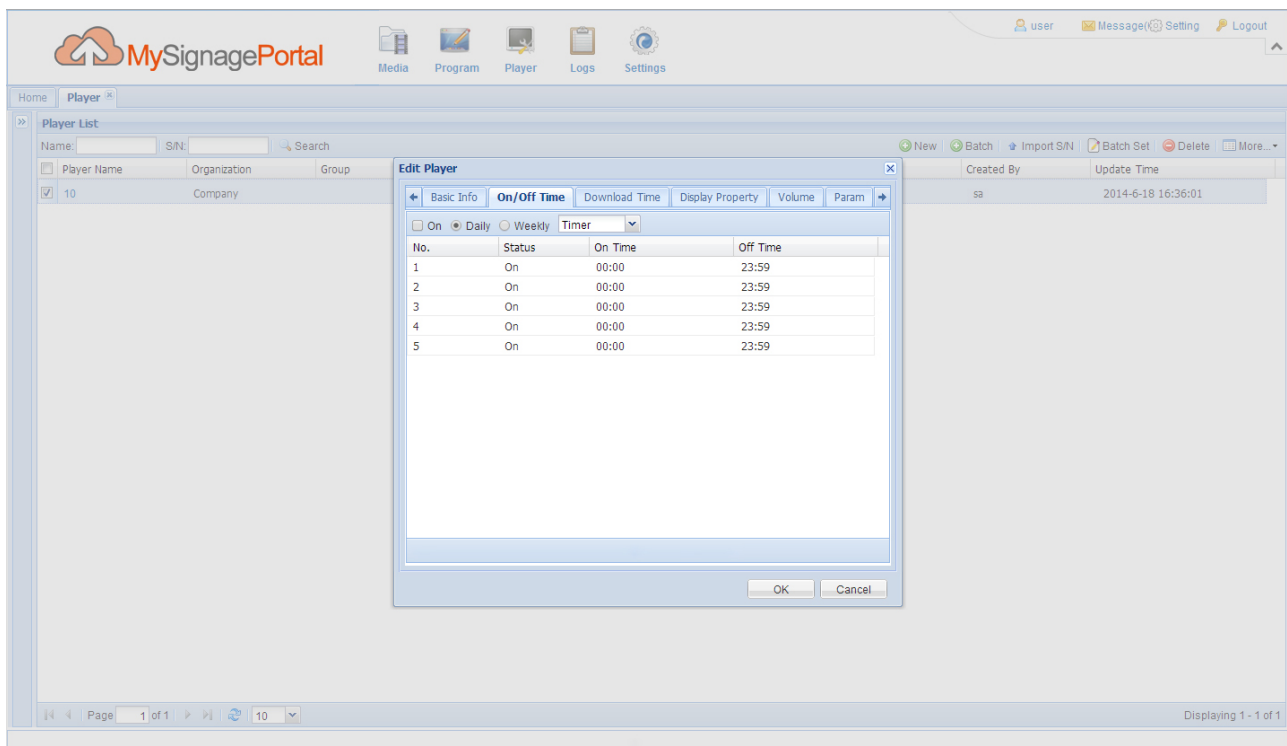 MySignagePortal
Media Program Player Logs Settings
user Message( Setting Logout
Home Player
Player List
Name: S/N: Search New Batch Import S/N Batch Set Delete More...
Player Name Organization Group Created By Update Time
10 Company sa 2014-6-18 16:36:01
Edit Player
Basic Info On/Off Time Download Time Display Property Volume Param
On Daily Weekly Timer
No. Status On Time Off Time
1 On 00:00 23:59
2 On 00:00 23:59
3 On 00:00 23:59
4 On 00:00 23:59
5 On 00:00 23:59
OK Cancel
Page 1 of 1 10 Displaying 1 - 1 of 1